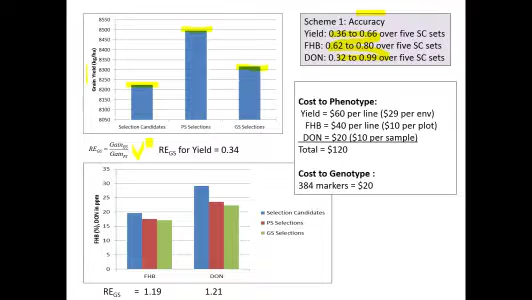 8550
8500
8450
8400
8350
8300
8250
8200
8150
8100
8050
Grain Yield (kg/ha)
Selection Candidates
PS Selections
GS Selections
Scheme 1: Accuracy
Yield: 0.36 to 0.66 over five SC sets
FHB: 0.62 to 0.80 over five SC sets
DON: 0.32 to 0.99 over five SC sets
Cost to Phenotype:
Yield = $60 per line ($29 per env)
FHB = $40 per line ($10 per plot)
DON = $20 ($10 per sample)
Total = $120
Cost to Genotype :
384 markers = $20
RE_GS = Gain_GS / Gain_PS
RE_GS for Yield = 0.34
35
30
25
20
15
10
5
0
FHB (%), DON in ppm
FHB
DON
Selection Candidates
PS Selections
GS Selections
RE_GS = 1.19 1.21